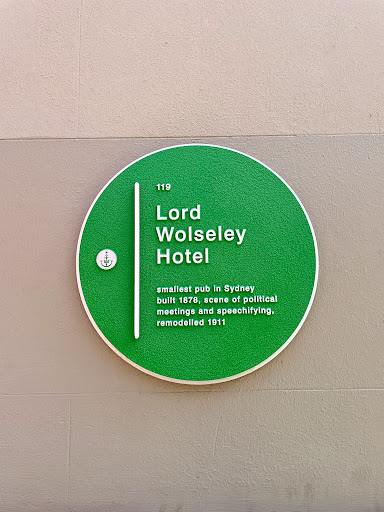 119
Lord
Wolseley
Hotel
smallest pub in Sydney
built 1878, scene of political
meetings and speechifying,
remodelled 1911